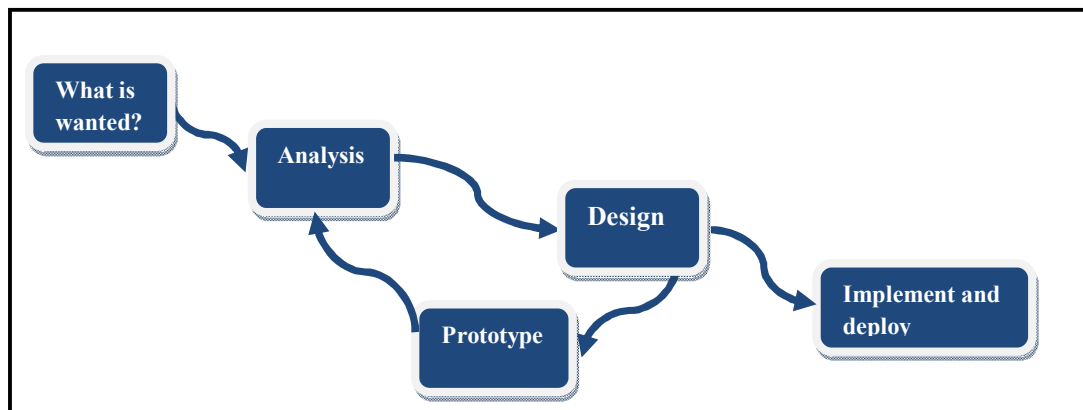 What is
wanted?
Analysis
Design
Prototype
Implement and
deploy